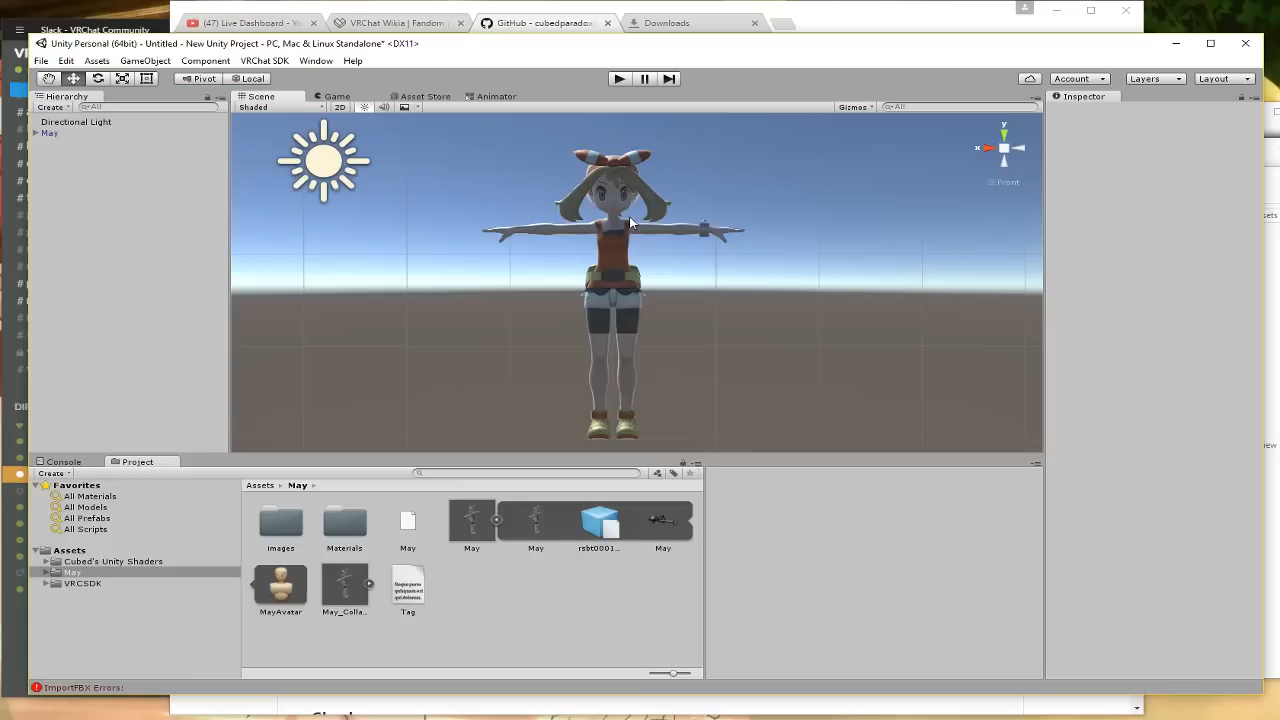 Slack - VRChat Community
(47) Live Dashboard - Yo
VRChat Wikia | Fandom
GitHub - cubedparadox/
Downloads
Unity Personal (64bit) - Untitled - New Unity Project - PC, Mac & Linux Standalone* <DX11>
File Edit Assets GameObject Component VRChat SDK Window Help
Pivot Local Account Layers Layout
Hierarchy
Create All
Directional Light
May
Scene Game Asset Store Animator
Shaded 2D Gizmos All
y
x
Front
Inspector
Console Project
Create
Favorites
All Materials
All Models
All Prefabs
All Scripts
Assets
Cubed's Unity Shaders
May
VRCSDK
Assets May
images Materials May May May rsbt0001... May
MayAvatar May_Colla... Tag
ImportFBX Errors: